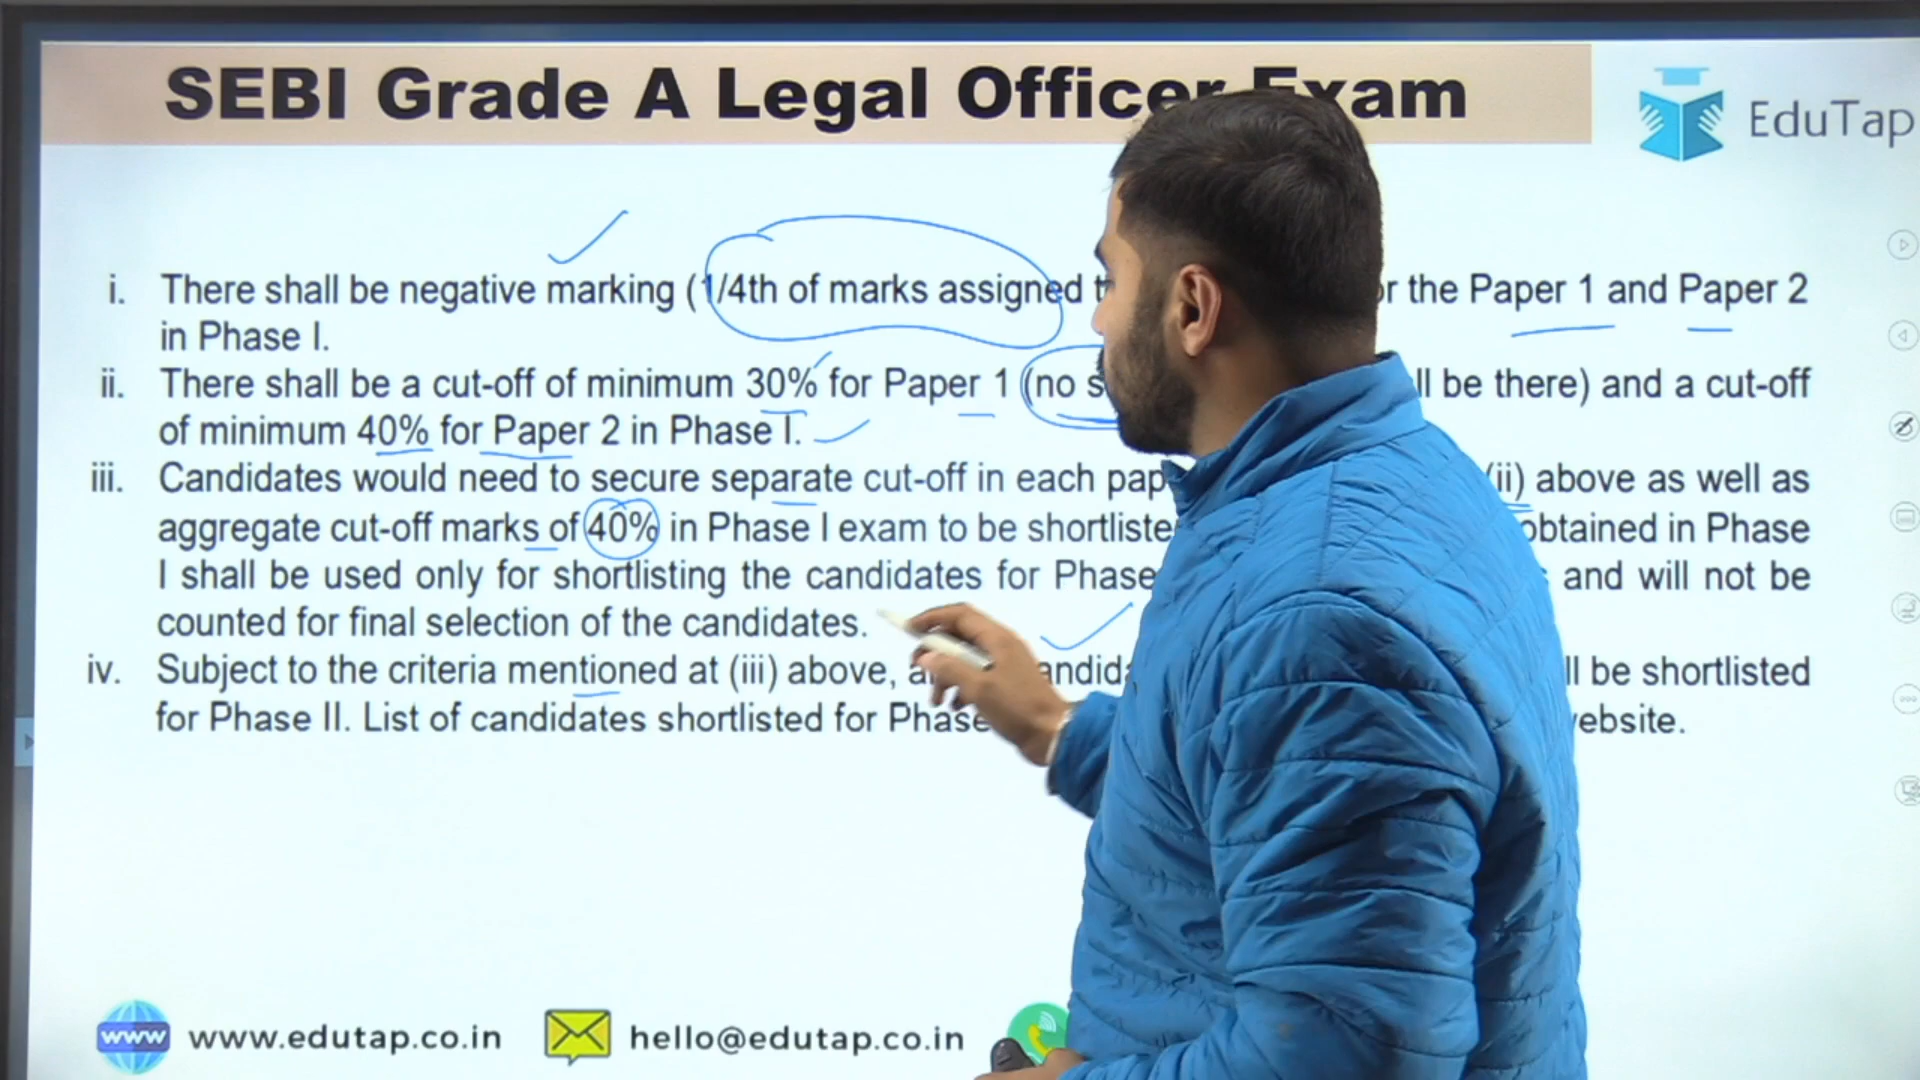 SEBI Grade A Legal Officer Exam
EduTap
i. There shall be negative marking (1/4th of marks assigned the Paper 1 and Paper 2
in Phase I.
ii. There shall be a cut-off of minimum 30% for Paper 1 (no be there) and a cut-off
of minimum 40% for Paper 2 in Phase I.
iii. Candidates would need to secure separate cut-off in each (ii) above as well as
aggregate cut-off marks of 40% in Phase I exam to be obtained in Phase
I shall be used only for shortlisting the candidates for Phase and will not be
counted for final selection of the candidates.
iv. Subject to the criteria mentioned at (iii) above, be shortlisted
for Phase II. List of candidates shortlisted for Phase
www www.edutap.co.in hello@edutap.co.in